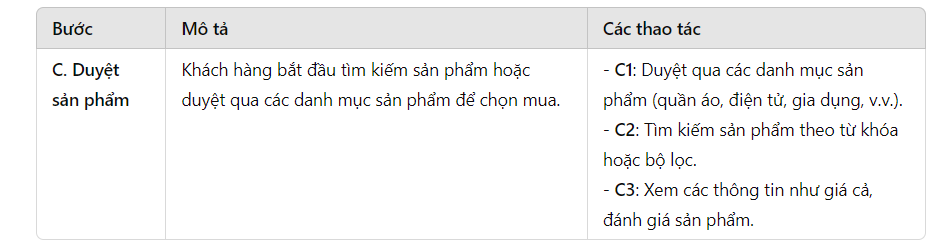 Bước Mô tả Các thao tác
C. Duyệt
sản phẩm
Khách hàng bắt đầu tìm kiếm sản phẩm hoặc
duyệt qua các danh mục sản phẩm để chọn mua.
- C1: Duyệt qua các danh mục sản
phẩm (quần áo, điện tử, gia dụng, v.v.).
- C2: Tìm kiếm sản phẩm theo từ khóa
hoặc bộ lọc.
- C3: Xem các thông tin như giá cả,
đánh giá sản phẩm.